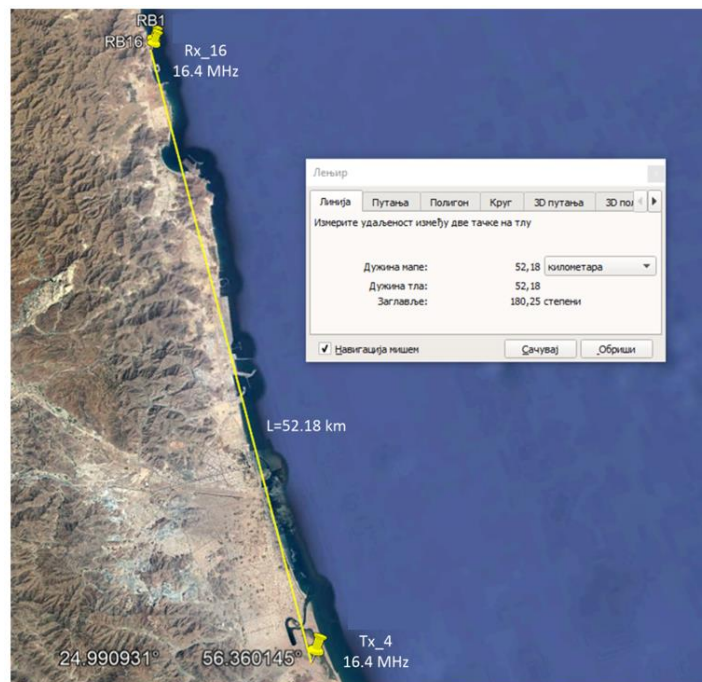 RB1
RB16
Rx_16
16.4 MHz
Лењир
Линија Путања Полигон Круг 3D путања 3D пол
Измерите удаљеност између две тачке на тлу
Дужина мапе: 52,18 километара
Дужина тла: 52,18
Заглавље: 180,25 степени
Навигација мишем Сачувај Обриши
L=52.18 km
Tx_4
16.4 MHz
24.990931° 56.360145°